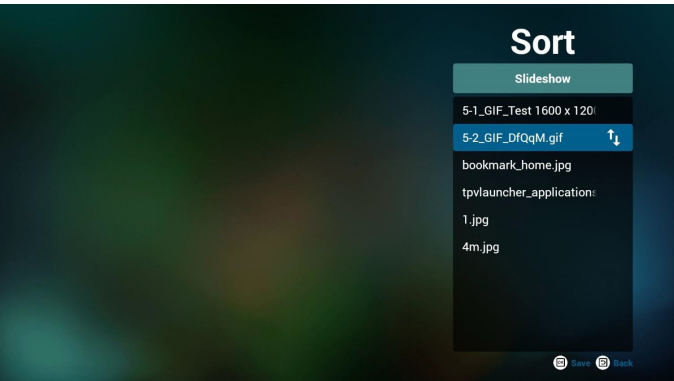 Sort
Slideshow
5-1_GIF_Test 1600 x 120
5-2_GIF_DfQqM.gif
bookmark_home.jpg
tpvlauncher_applications
1.jpg
4m.jpg
Save Back